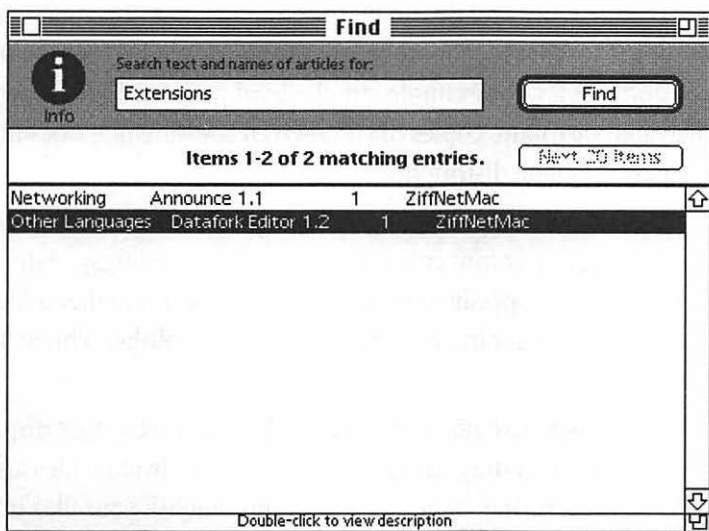 Find
Search text and names of articles for:
Info
Extensions
Find
Items 1-2 of 2 matching entries.
Next 20 Items
Networking Announce 1.1 1 ZiffNetMac
Other Languages Datafork Editor 1.2 1 ZiffNetMac
Double-click to view description